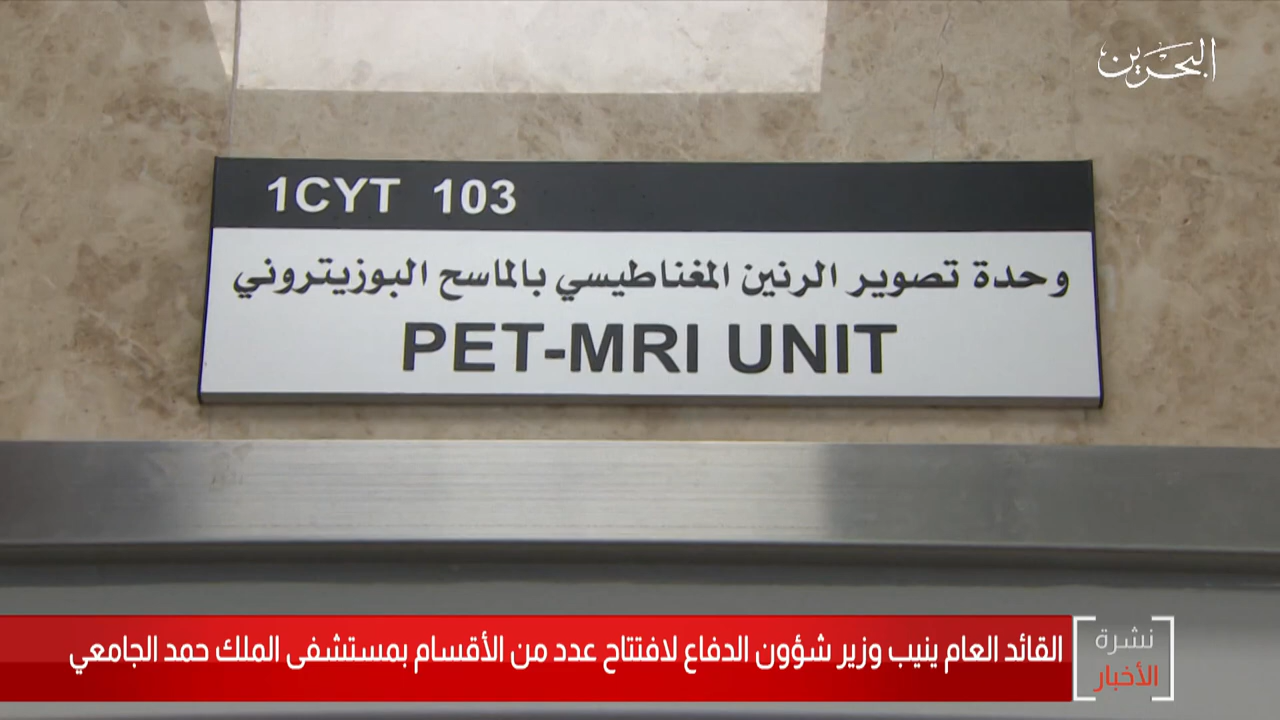 البحرين
1CYT 103
وحدة تصوير الرنين المغناطيسي بالماسح البوزيتروني
PET-MRI UNIT
القائد العام ينيب وزير شؤون الدفاع لافتتاح عدد من الأقسام بمستشفى الملك حمد الجامعي
نشرة
الأخبار